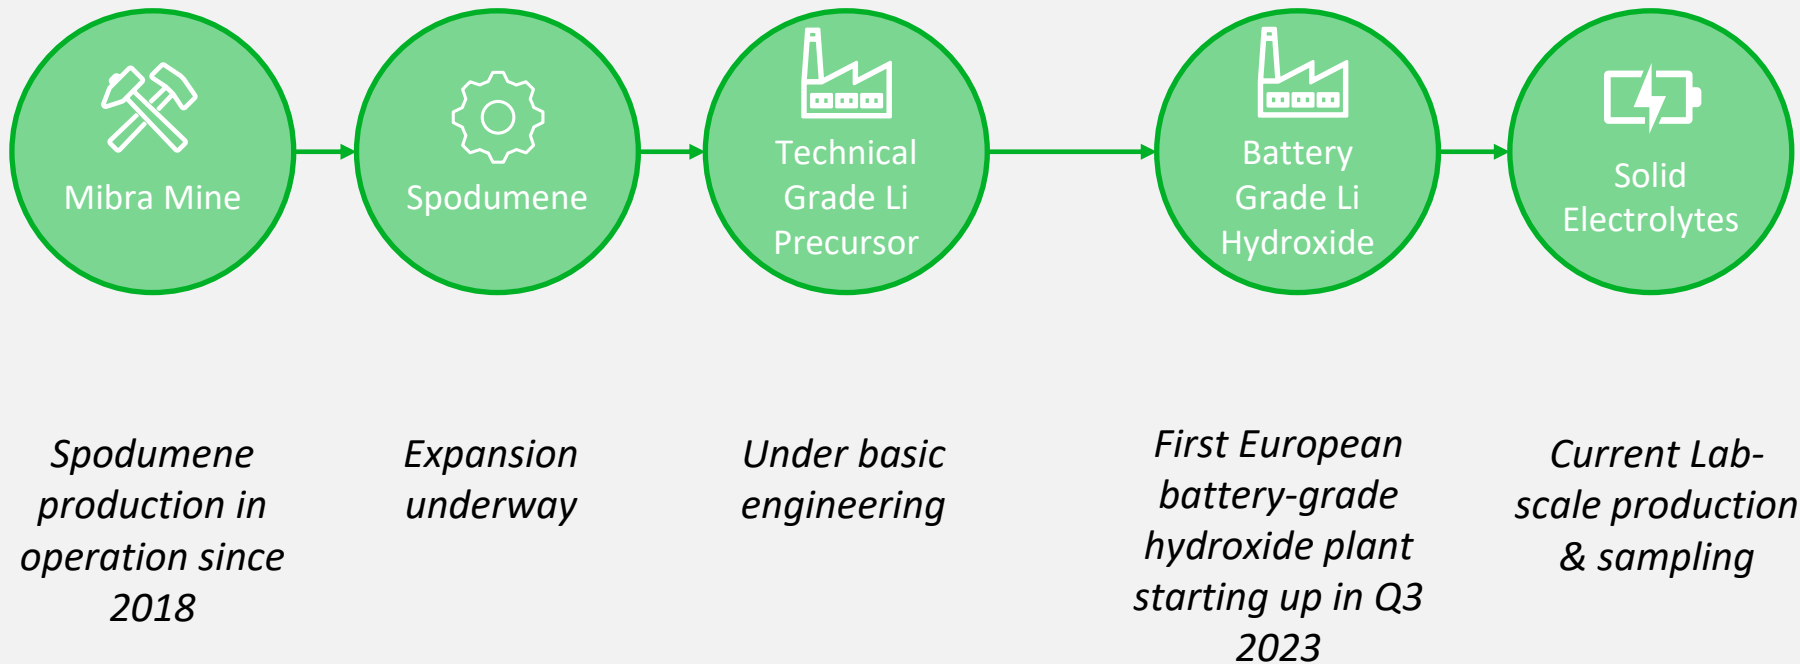 Mibra Mine
Spodumene
Technical
Grade Li
Precursor
Battery
Grade Li
Hydroxide
Solid
Electrolytes
Spodumene
production in
operation since
2018
Expansion
underway
Under basic
engineering
First European
battery-grade
hydroxide plant
starting up in Q3
2023
Current Lab-
scale production
& sampling